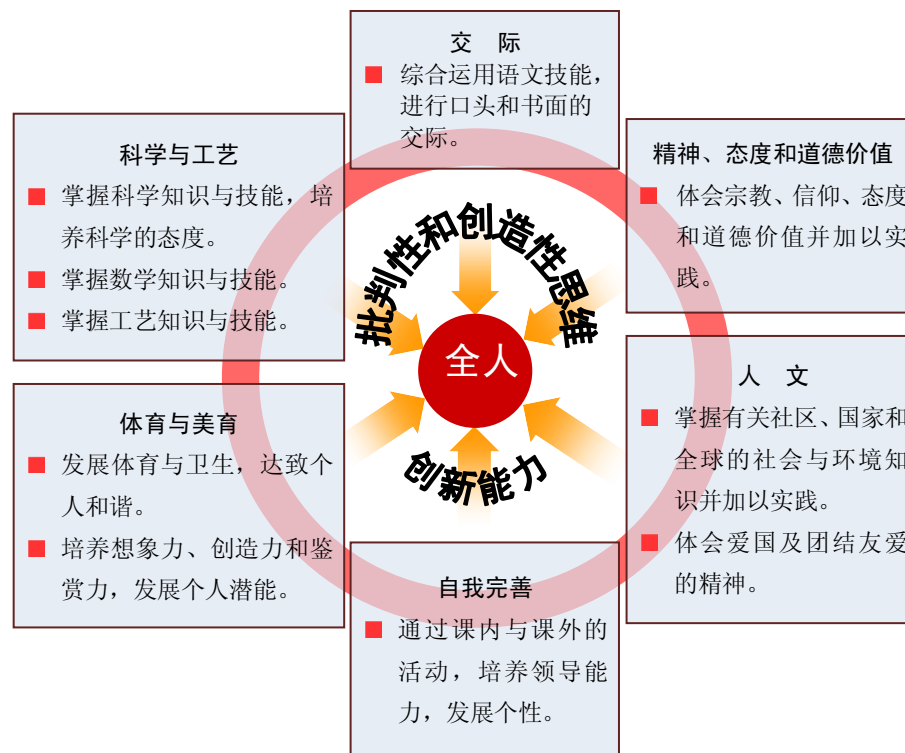 交 际
综合运用语文技能，
进行口头和书面的
交际。
科学与工艺
掌握科学知识与技能，培
养科学的态度。
掌握数学知识与技能。
掌握工艺知识与技能。
精神、态度和道德价值
体会宗教、信仰、态度
和道德价值并加以实
践。
批判性和创造性思维
全人
创新能力
体育与美育
发展体育与卫生，达致个
人和谐。
培养想象力、创造力和鉴
赏力，发展个人潜能。
人 文
掌握有关社区、国家和
全球的社会与环境知
识并加以实践。
体会爱国及团结友爱
的精神。
自我完善
通过课内与课外的
活动，培养领导能
力，发展个性。